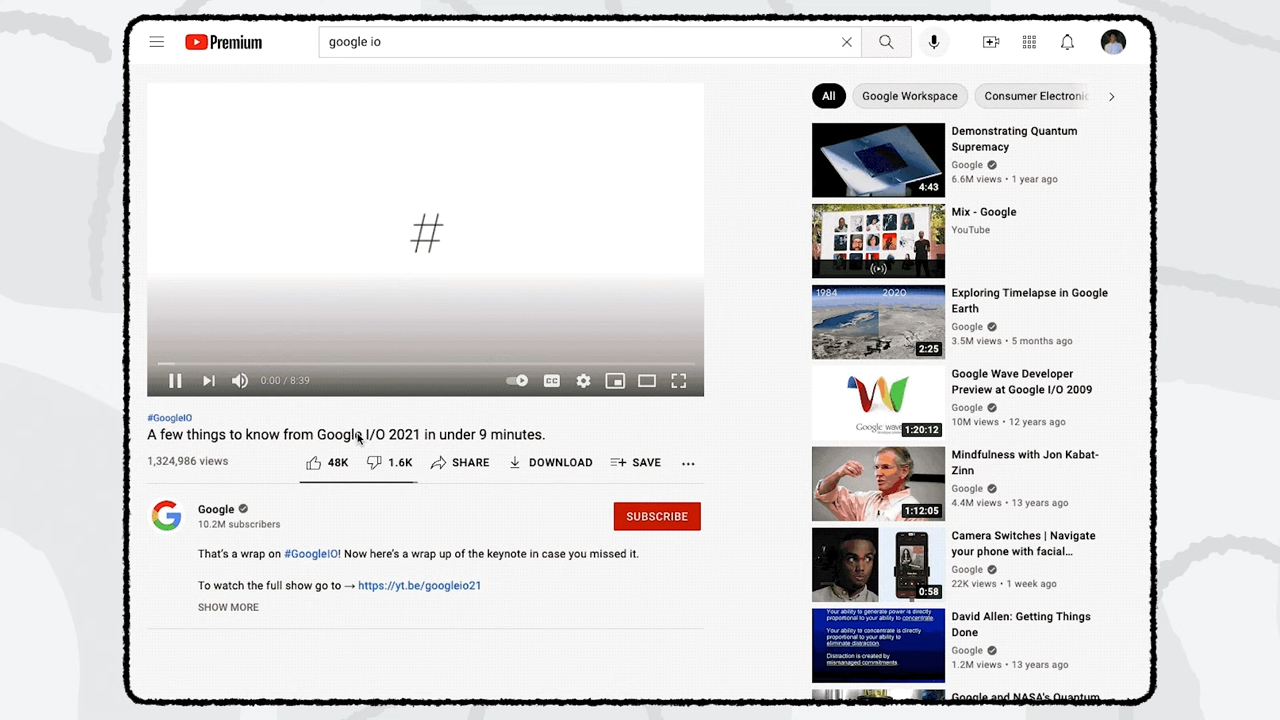 Premium
google io
#
0:00 / 8:39
CC
#GoogleIO
A few things to know from Google I/O 2021 in under 9 minutes.
1,324,986 views
48K
1.6K
SHARE
DOWNLOAD
SAVE
Google
10.2M subscribers
SUBSCRIBE
That's a wrap on #GoogleIO! Now here's a wrap up of the keynote in case you missed it.
To watch the full show go to → https://yt.be/googleio21
SHOW MORE
All
Google Workspace
Consumer Electronic
4:43
Demonstrating Quantum
Supremacy
Google
6.6M views • 1 year ago
Mix - Google
YouTube
1984
2020
2:25
Exploring Timelapse in Google
Earth
Google
3.5M views • 5 months ago
Google wave
1:20:12
Google Wave Developer
Preview at Google I/O 2009
Google
10M views • 12 years ago
1:12:05
Mindfulness with Jon Kabat-
Zinn
Google
4.4M views • 13 years ago
0:58
Camera Switches | Navigate
your phone with facial...
Google
22K views • 1 week ago
Your ability to generate power is directly
proportional to your ability to concentrate.
Your ability to concentrate is directly
proportional to your ability to
eliminate distraction.
Distraction is created by
mismanaged commitments.
David Allen: Getting Things
Done
Google
1.2M views • 13 years ago
Google and NASA's Quantum